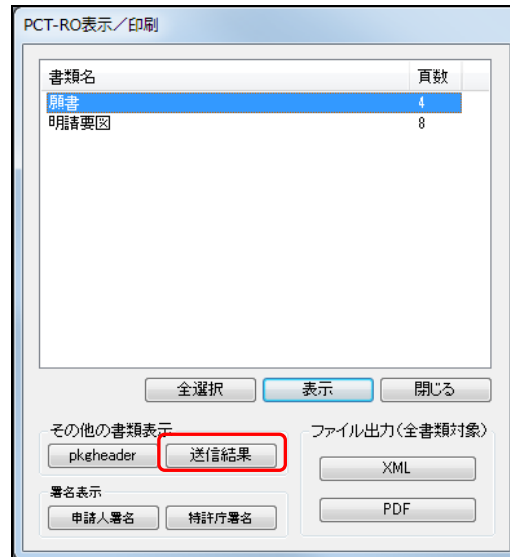 PCT-RO表示／印刷
書類名 頁数
願書 4
明請要図 8
全選択 表示 閉じる
その他の書類表示 ファイル出力(全書類対象)
pkgheader 送信結果 XML
署名表示
申請人署名 特許庁署名 PDF